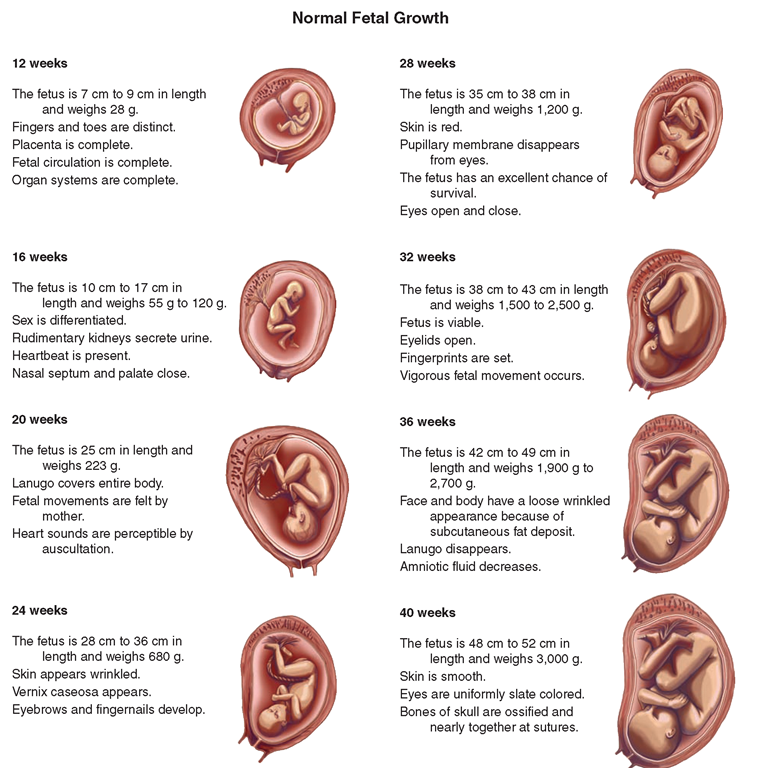 Normal Fetal Growth
12 weeks
The fetus is 7 cm to 9 cm in length
and weighs 28 g.
Fingers and toes are distinct.
Placenta is complete.
Fetal circulation is complete.
Organ systems are complete.
16 weeks
The fetus is 10 cm to 17 cm in
length and weighs 55 g to 120 g.
Sex is differentiated.
Rudimentary kidneys secrete urine.
Heartbeat is present.
Nasal septum and palate close.
20 weeks
The fetus is 25 cm in length and
weighs 223 g.
Lanugo covers entire body.
Fetal movements are felt by
mother.
Heart sounds are perceptible by
auscultation.
24 weeks
The fetus is 28 cm to 36 cm in
length and weighs 680 g.
Skin appears wrinkled.
Vernix caseosa appears.
Eyebrows and fingernails develop.
28 weeks
The fetus is 35 cm to 38 cm in
length and weighs 1,200 g.
Skin is red.
Pupillary membrane disappears
from eyes.
The fetus has an excellent chance of
survival.
Eyes open and close.
32 weeks
The fetus is 38 cm to 43 cm in length
and weighs 1,500 to 2,500 g.
Fetus is viable.
Eyelids open.
Fingerprints are set.
Vigorous fetal movement occurs.
36 weeks
The fetus is 42 cm to 49 cm in
length and weighs 1,900 g to
2,700 g.
Face and body have a loose wrinkled
appearance because of
subcutaneous fat deposit.
Lanugo disappears.
Amniotic fluid decreases.
40 weeks
The fetus is 48 cm to 52 cm in
length and weighs 3,000 g.
Skin is smooth.
Eyes are uniformly slate colored.
Bones of skull are ossified and
nearly together at sutures.